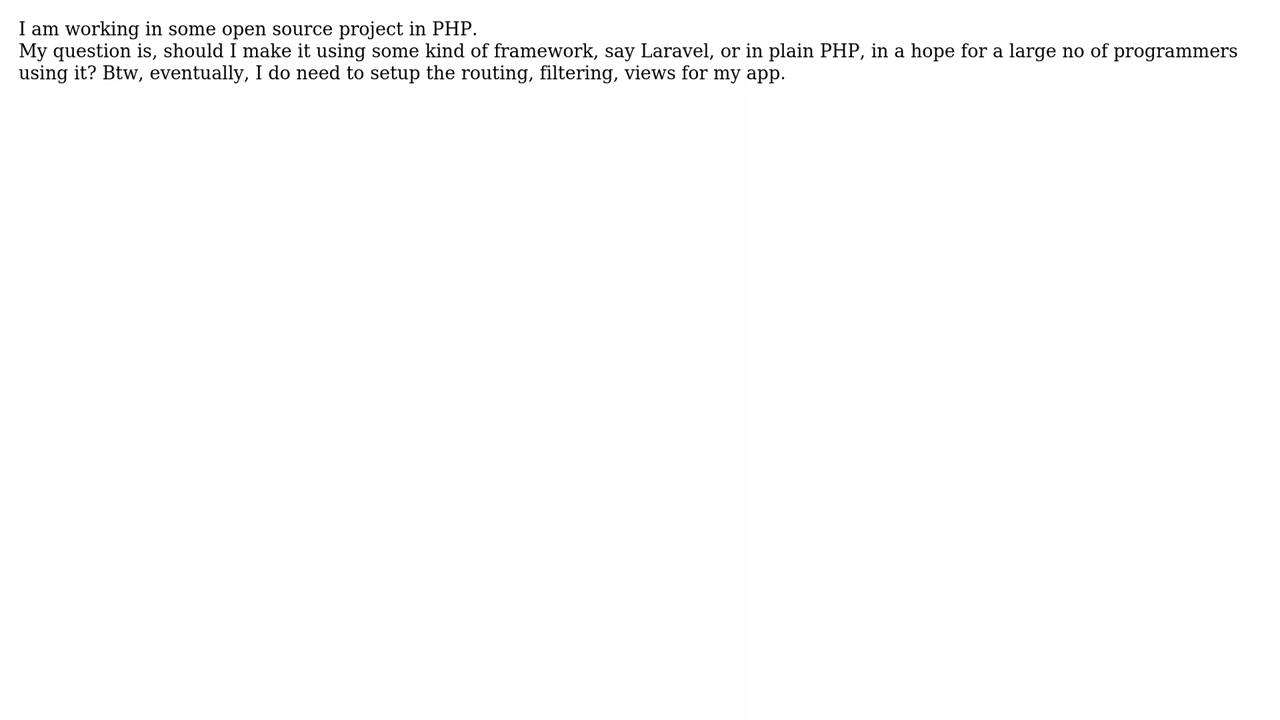 I am working in some open source project in PHP.
My question is, should I make it using some kind of framework, say Laravel, or in plain PHP, in a hope for a large no of programmers
using it? Btw, eventually, I do need to setup the routing, filtering, views for my app.